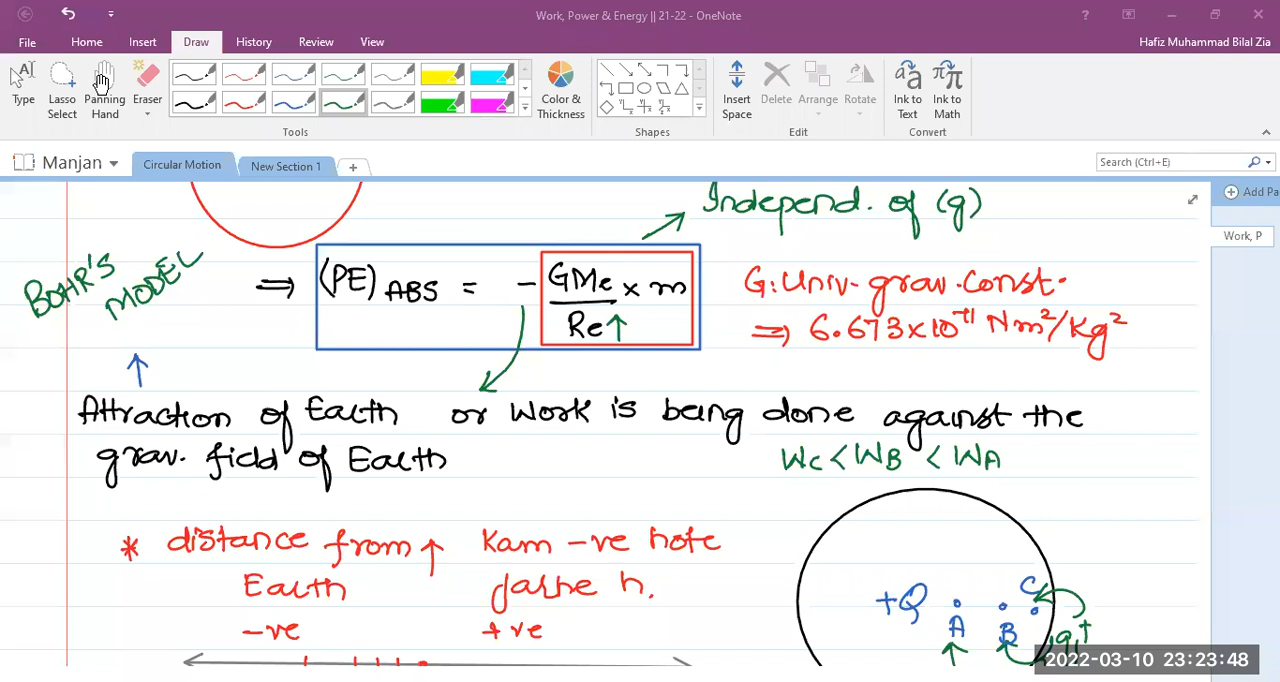 Work, Power & Energy || 21-22 - OneNote
File Home Insert Draw History Review View
Hafiz Muhammad Bilal Zia
Type Lasso Select Panning Hand Eraser
Color & Thickness
Insert Space Delete Arrange Rotate
Ink to Text Ink to Math
Tools Shapes Edit Convert
Manjan Circular Motion New Section 1
Search (Ctrl+E)
Add Pa
Work, P
Independ. of (g)
BOHR'S MODEL
⇒ (PE)ABS = - GMe/Re↑ × m
G: Univ. grav. Const.
⇒ 6.673×10⁻¹¹ Nm²/Kg²
Attraction of Earth or Work is being done against the
grav. field of Earth
Wc < WB < WA
* distance from ↑ Kam -ve hote
Earth jarhe h.
-ve +ve
+Q A B C
q,+
2022-03-10 23:23:48